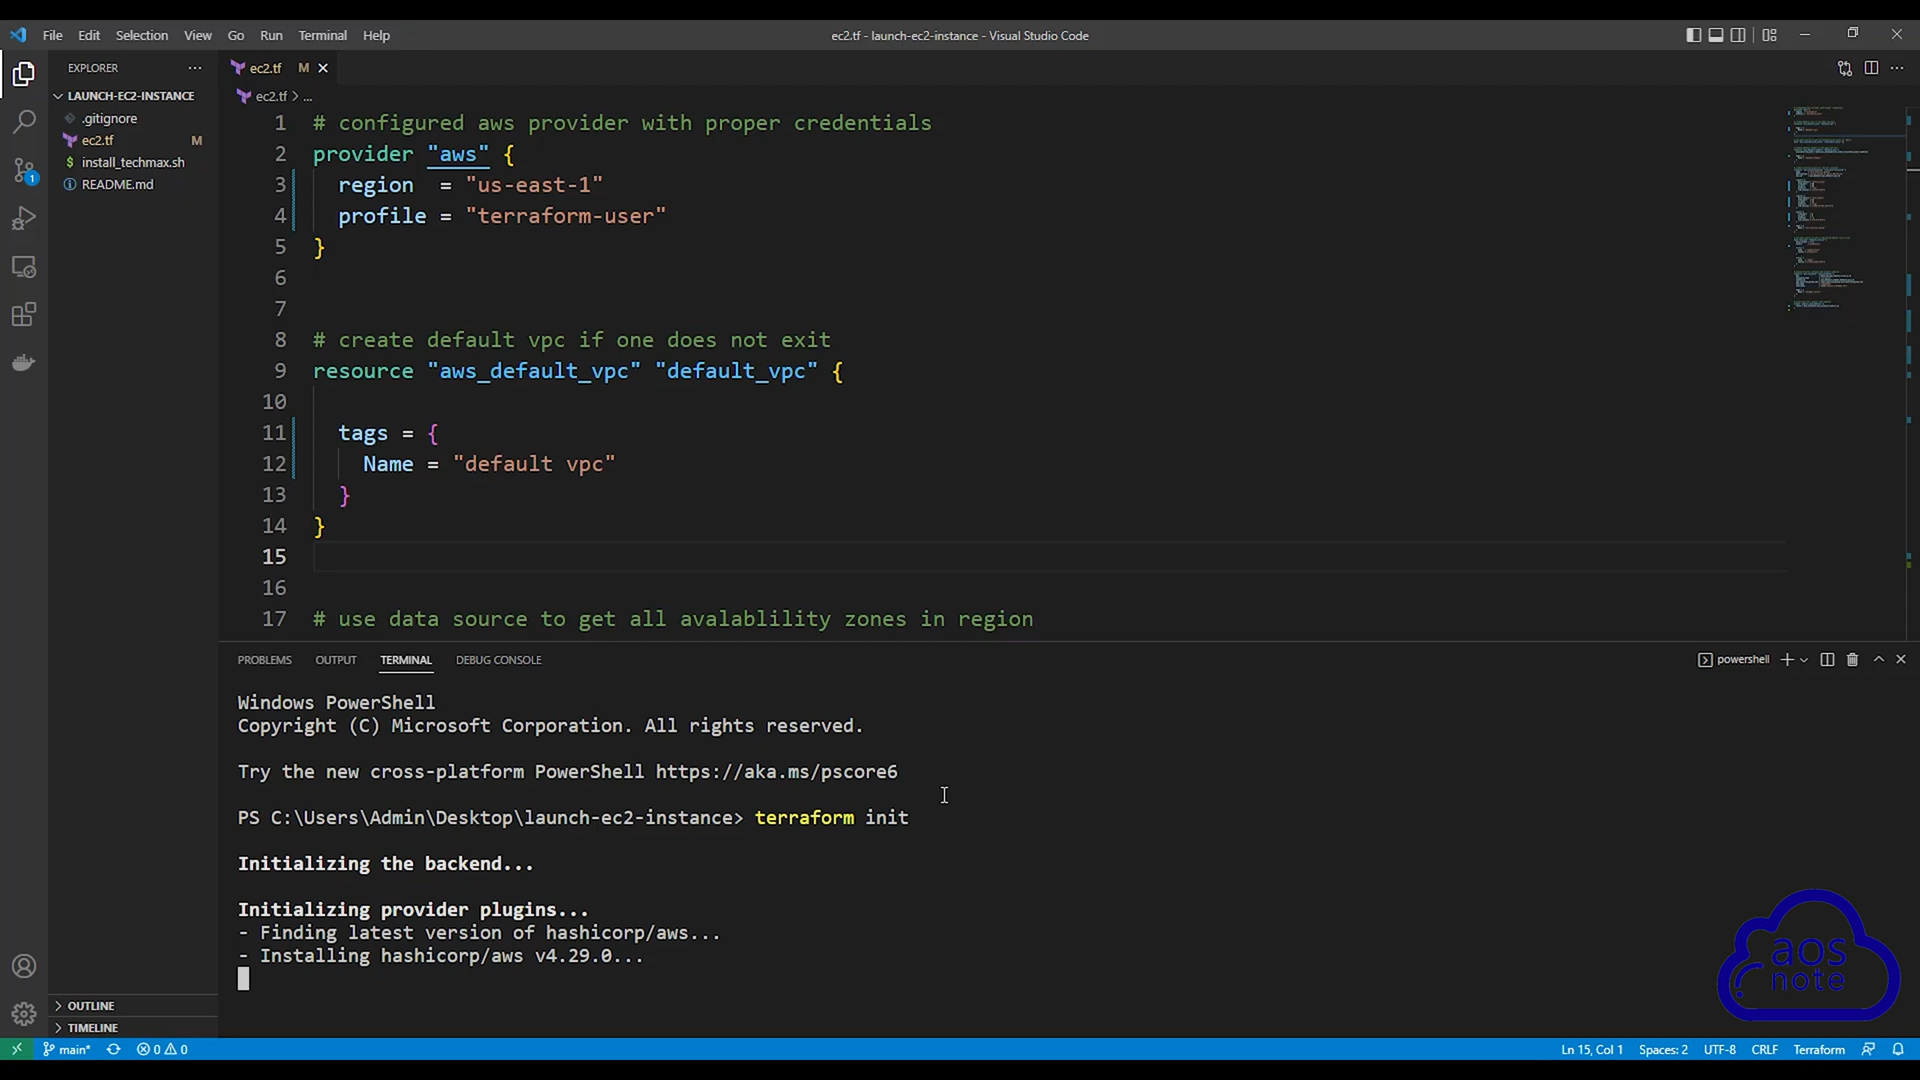 File Edit Selection View Go Run Terminal Help
ec2.tf - launch-ec2-instance - Visual Studio Code
EXPLORER
LAUNCH-EC2-INSTANCE
.gitignore
ec2.tf M
$ install_techmax.sh
README.md
OUTLINE
TIMELINE
ec2.tf M
ec2.tf > ...
1 # configured aws provider with proper credentials
2 provider "aws" {
3 region = "us-east-1"
4 profile = "terraform-user"
5 }
6
7
8 # create default vpc if one does not exit
9 resource "aws_default_vpc" "default_vpc" {
10
11 tags = {
12 Name = "default vpc"
13 }
14 }
15
16
17 # use data source to get all avalablility zones in region
PROBLEMS OUTPUT TERMINAL DEBUG CONSOLE
powershell
Windows PowerShell
Copyright (C) Microsoft Corporation. All rights reserved.
Try the new cross-platform PowerShell https://aka.ms/pscore6
PS C:\Users\Admin\Desktop\launch-ec2-instance> terraform init
Initializing the backend...
Initializing provider plugins...
- Finding latest version of hashicorp/aws...
- Installing hashicorp/aws v4.29.0...
aos
note
1
main* 0 0
Ln 15, Col 1 Spaces: 2 UTF-8 CRLF Terraform